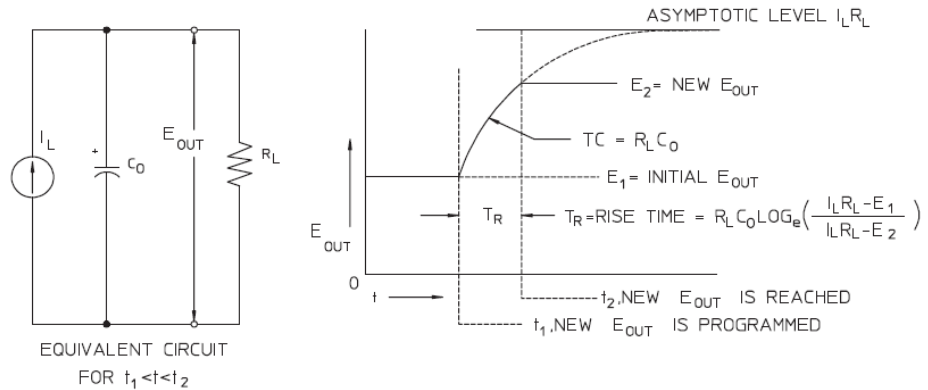 I_L
+
C_O
E_OUT
R_L
EQUIVALENT CIRCUIT
FOR t_1<t<t_2
ASYMPTOTIC LEVEL I_LR_L
E_2= NEW E_OUT
TC = R_LC_O
E_1= INITIAL E_OUT
T_R
T_R=RISE TIME = R_LC_OLOG_e(I_LR_L-E_1/I_LR_L-E_2)
E_OUT
O
t
t_2,NEW E_OUT IS REACHED
t_1,NEW E_OUT IS PROGRAMMED